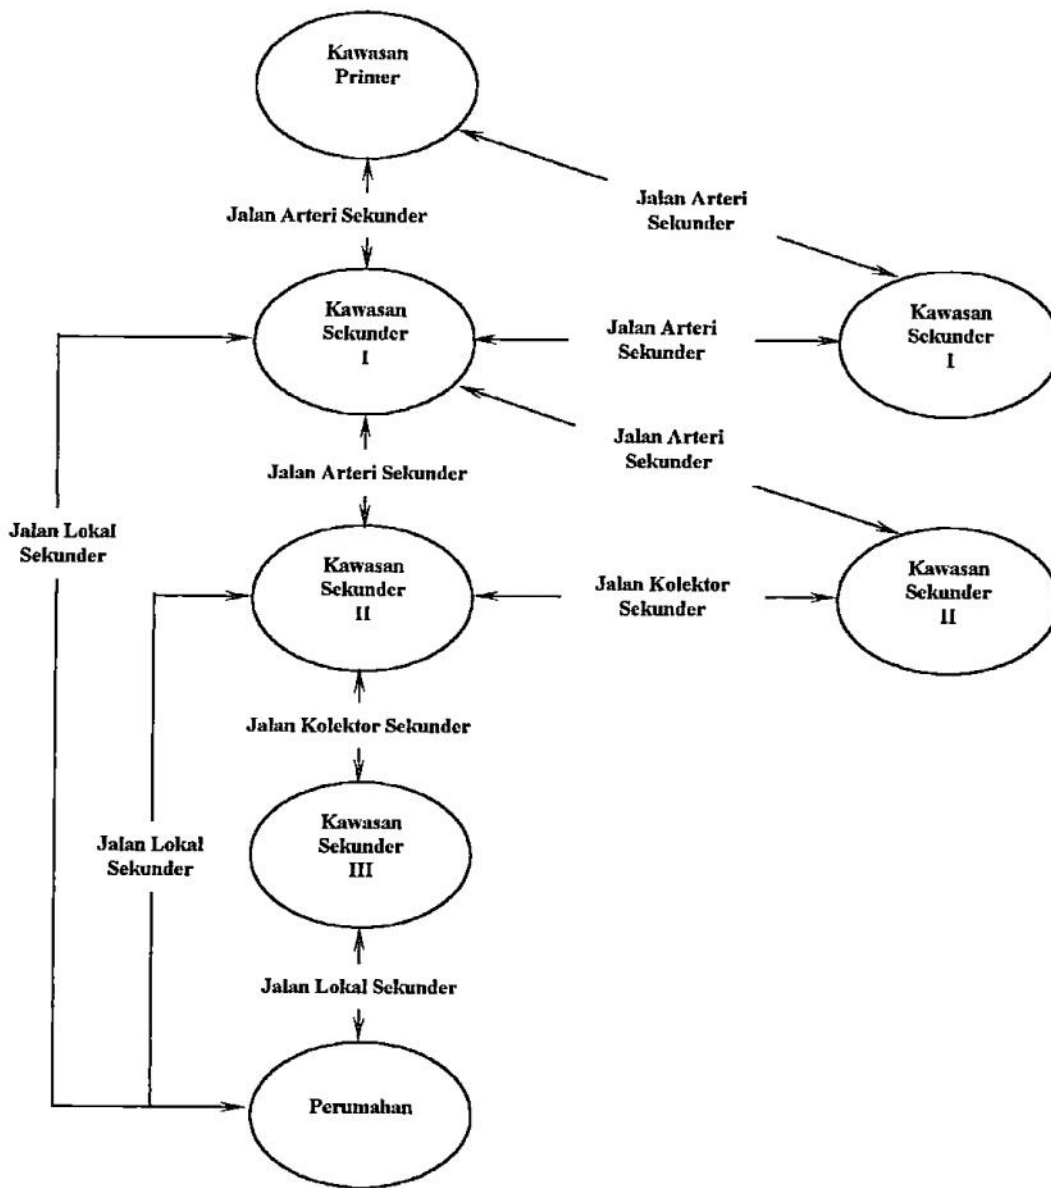 Kawasan
Primer
Jalan Arteri Sekunder
Jalan Arteri
Sekunder
Kawasan
Sekunder
I
Jalan Arteri
Sekunder
Kawasan
Sekunder
I
Jalan Arteri Sekunder
Jalan Arteri
Sekunder
Jalan Lokal
Sekunder
Kawasan
Sekunder
II
Jalan Kolektor
Sekunder
Kawasan
Sekunder
II
Jalan Kolektor Sekunder
Jalan Lokal
Sekunder
Kawasan
Sekunder
III
Jalan Lokal Sekunder
Perumahan